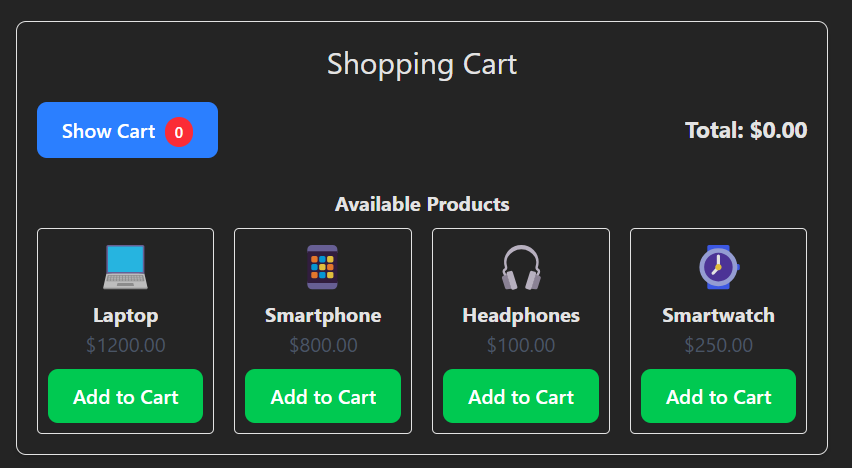 Shopping Cart
Show Cart 0
Total: $0.00
Available Products
Laptop
$1200.00
Add to Cart
Smartphone
$800.00
Add to Cart
Headphones
$100.00
Add to Cart
Smartwatch
$250.00
Add to Cart